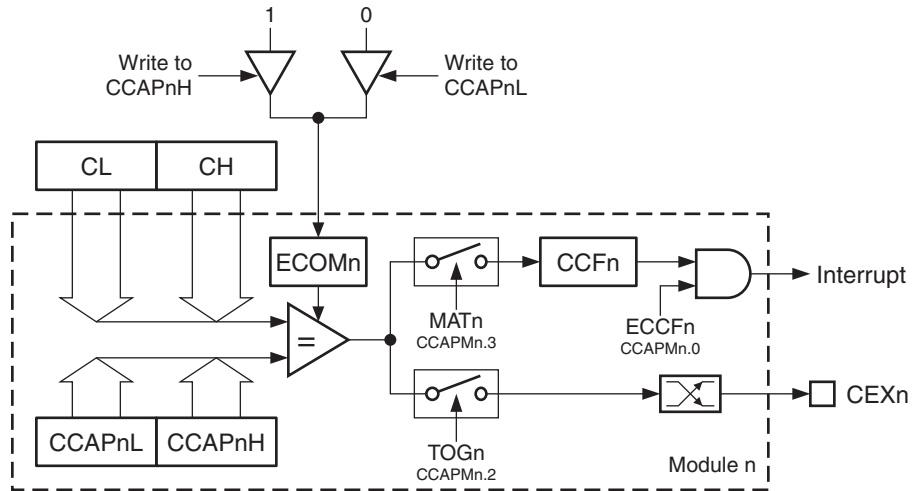 1
0
Write to
CCAPnH
Write to
CCAPnL
CL
CH
ECOMn
CCFn
Interrupt
MATn
CCAPMn.3
ECCFn
CCAPMn.0
=
CEXn
CCAPnL
CCAPnH
TOGn
CCAPMn.2
Module n